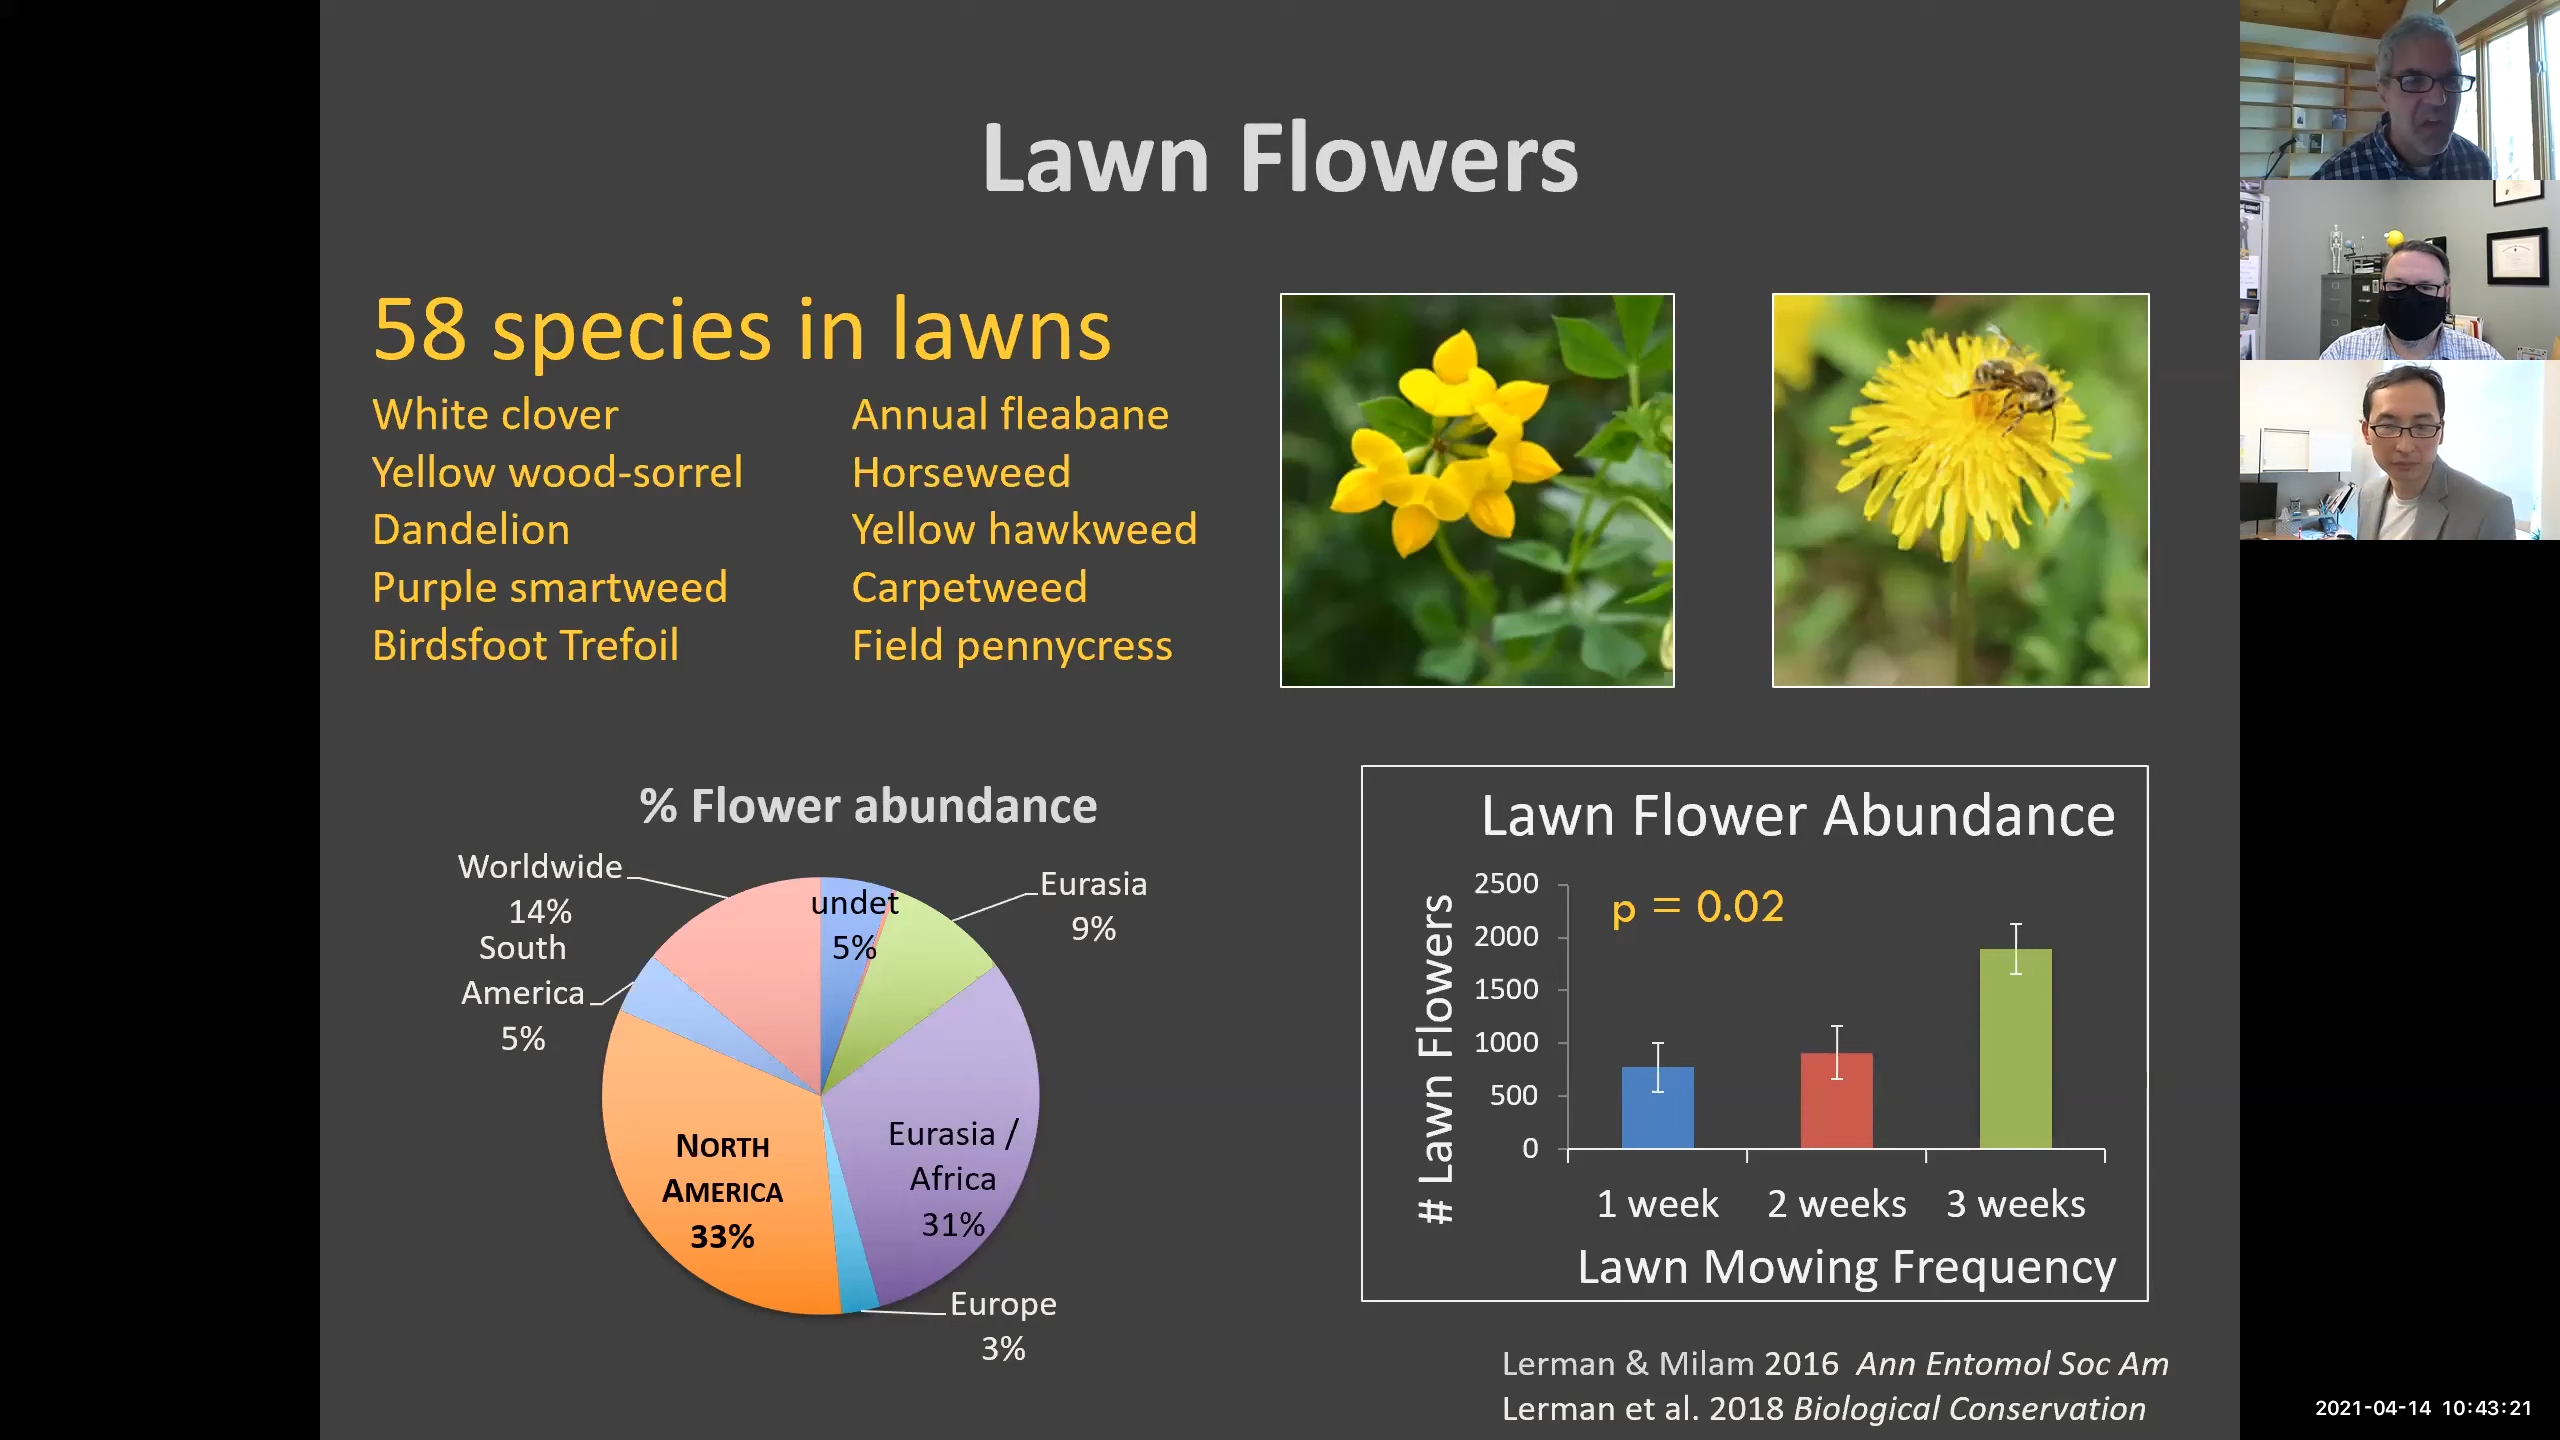 Lawn Flowers
58 species in lawns
White clover
Yellow wood-sorrel
Dandelion
Purple smartweed
Birdsfoot Trefoil
Annual fleabane
Horseweed
Yellow hawkweed
Carpetweed
Field pennycress
% Flower abundance
Worldwide
14%
South
America
5%
undet
5%
Eurasia
9%
Eurasia /
Africa
31%
NORTH
AMERICA
33%
Europe
3%
Lawn Flower Abundance
p = 0.02
# Lawn Flowers
2500
2000
1500
1000
500
0
1 week
2 weeks
3 weeks
Lawn Mowing Frequency
Lerman & Milam 2016 Ann Entomol Soc Am
Lerman et al. 2018 Biological Conservation
2021-04-14 10:43:21